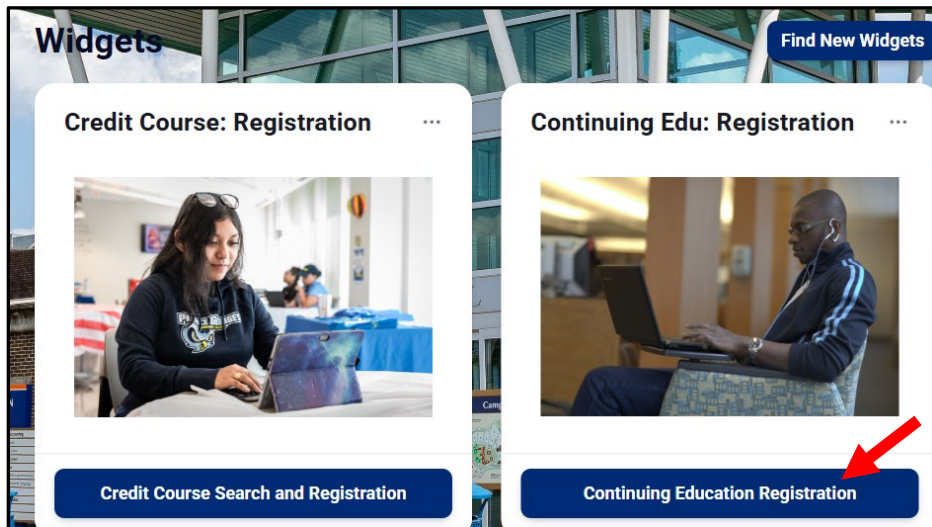 Widgets
Find New Widgets
Credit Course: Registration
Continuing Edu: Registration
Credit Course Search and Registration
Continuing Education Registration